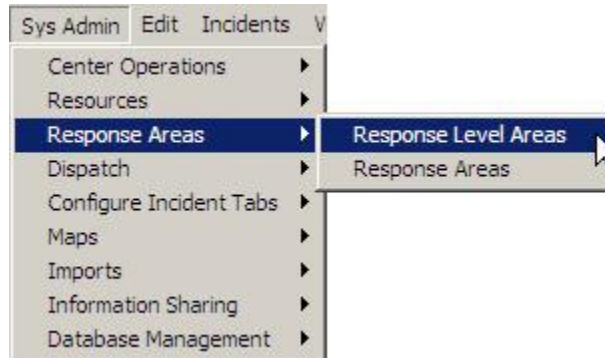 Sys Admin Edit Incidents
Center Operations
Resources
Response Areas
Response Level Areas
Dispatch
Response Areas
Configure Incident Tabs
Maps
Imports
Information Sharing
Database Management